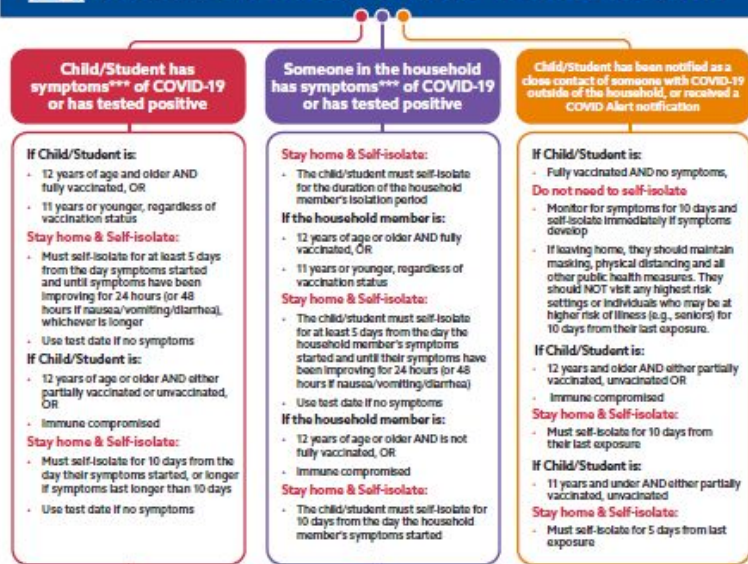 Child/Student has
symptoms*** of COVID-19
or has tested positive
If Child/Student is:
• 12 years of age and older AND
fully vaccinated, OR
• 11 years or younger, regardless of
vaccination status
Stay home & Self-isolate:
• Must self-isolate for at least 5 days
from the day symptoms started
and until symptoms have been
improving for 24 hours (or 48
hours if nausea/vomiting/diarrhea),
whichever is longer
• Use test date if no symptoms
If Child/Student is:
• 12 years of age or older AND either
partially vaccinated or unvaccinated,
OR
• Immune compromised
Stay home & Self-isolate:
• Must self-isolate for 10 days from the
day their symptoms started, or longer
if symptoms last longer than 10 days
• Use test date if no symptoms
Someone in the household
has symptoms*** of COVID-19
or has tested positive
Stay home & Self-isolate:
• The child/student must self-isolate
for the duration of the household
member's isolation period
If the household member is:
• 12 years of age or older AND fully
vaccinated, OR
• 11 years or younger, regardless of
vaccination status
Stay home & Self-isolate:
• The child/student must self-isolate
for at least 5 days from the day the
household member's symptoms
started and until their symptoms have
been improving for 24 hours (or 48
hours if nausea/vomiting/diarrhea)
• Use test date if no symptoms
If the household member is:
• 12 years of age or older AND is not
fully vaccinated, OR
• Immune compromised
Stay home & Self-isolate:
• The child/student must self-isolate for
10 days from the day the household
member's symptoms started
Child/Student has been notified as a
close contact of someone with COVID-19
outside of the household, or received a
COVID Alert notification
If Child/Student is:
• Fully vaccinated AND no symptoms,
Do not need to self-isolate
• Monitor for symptoms for 10 days and
self-isolate immediately if symptoms
develop
• If leaving home, they should maintain
masking, physical distancing and all
other public health measures. They
should NOT visit any highest risk
settings or individuals who may be at
higher risk of illness (e.g., seniors) for
10 days from their last exposure.
If Child/Student is:
• 12 years and older AND either partially
vaccinated, unvacinated OR
• Immune compromised
Stay home & Self-isolate:
• Must self-isolate for 10 days from
their last exposure
If Child/Student is:
• 11 years and under AND either partially
vaccinated, unvacinated
Stay home & Self-isolate:
• Must self-isolate for 5 days from last
exposure